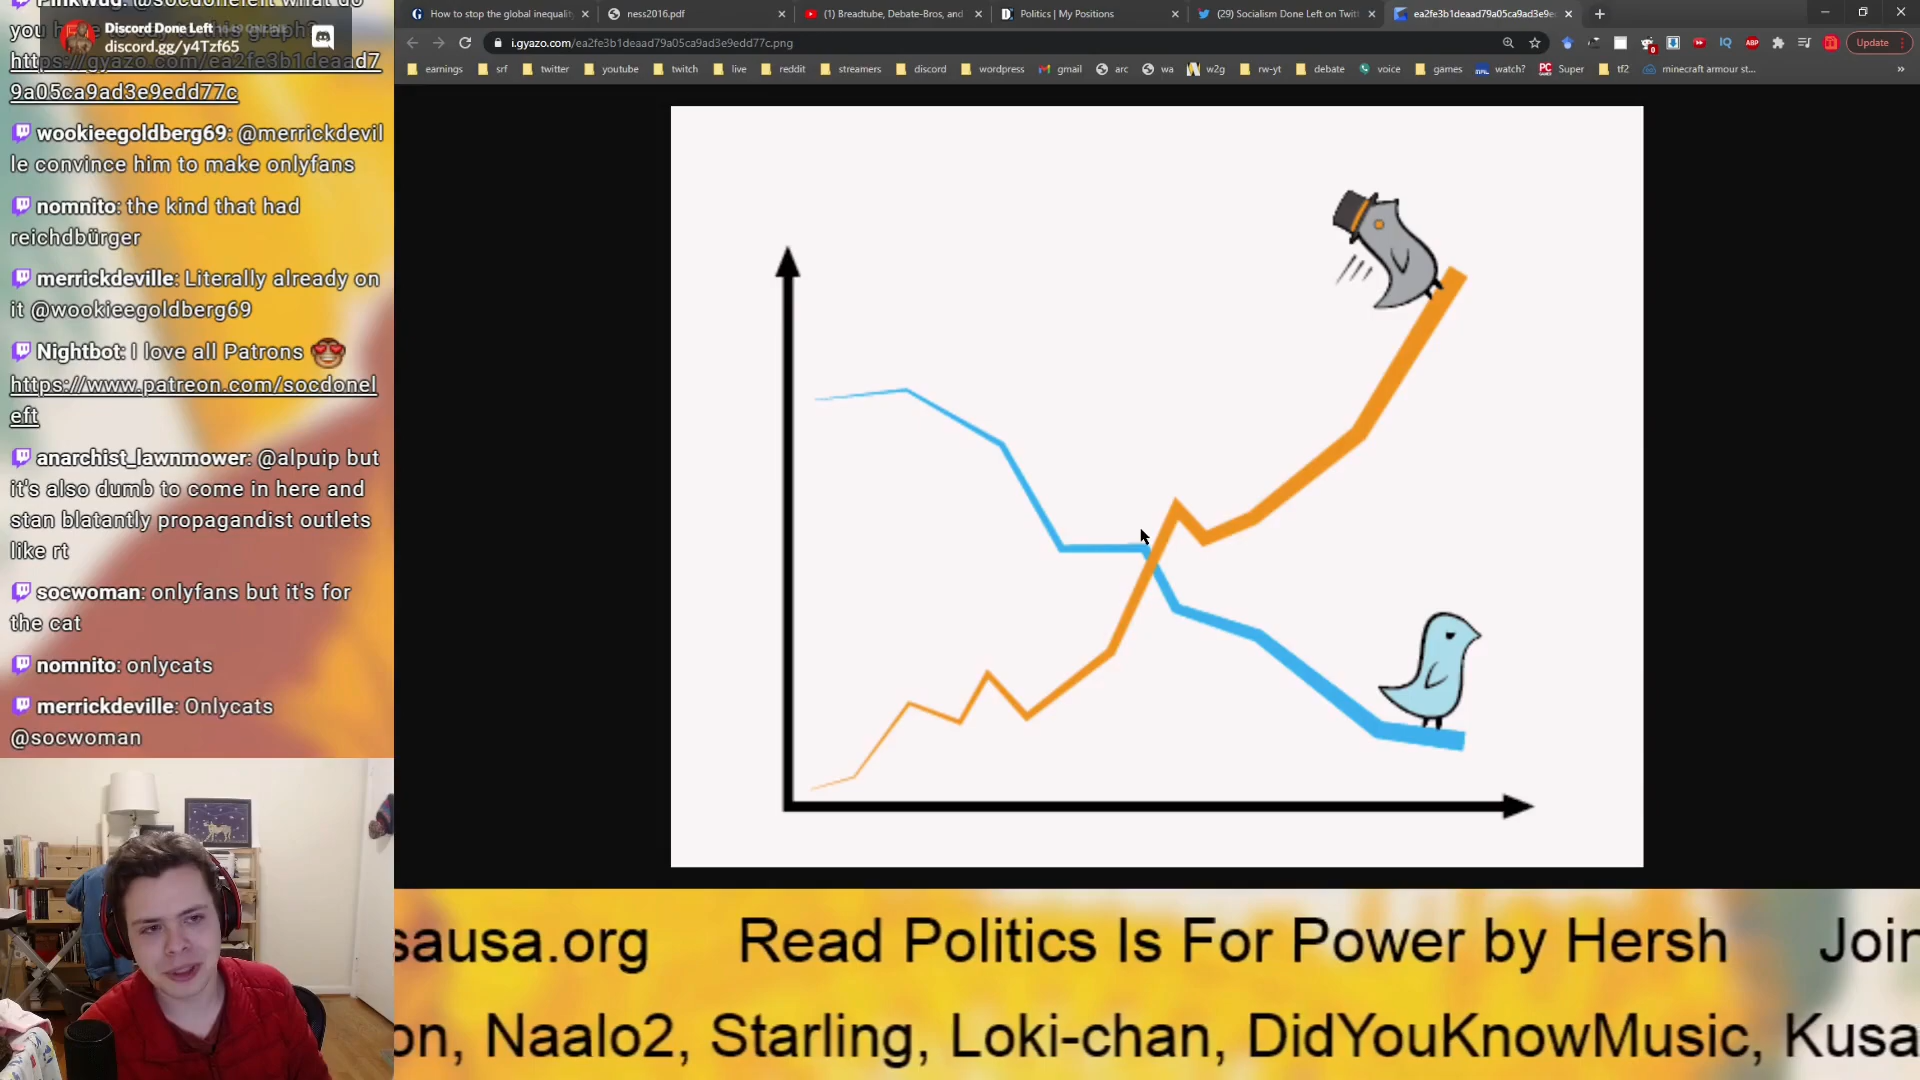 Discord Done Left
discord.gg/y4Tzf65
https://gyazo.com/ea2fe3b1deaad7
9a05ca9ad3e9edd77c
wookieegoldberg69: @merrickdevil
le convince him to make onlyfans
nomnito: the kind that had
reichdbürger
merrickdeville: Literally already on
it @wookieegoldberg69
Nightbot: I love all Patrons
https://www.patreon.com/socdonel
eft
anarchist_lawnmower: @alpuip but
it's also dumb to come in here and
stan blatantly propagandist outlets
like rt
socwoman: onlyfans but it's for
the cat
nomnito: onlycats
merrickdeville: Onlycats
@socwoman
How to stop the global inequalit
ness2016.pdf
(1) Breadtube, Debate-Bros, and
Politics | My Positions
(29) Socialism Done Left on Twitt
ea2fe3b1deaad79a05ca9ad3e9e
i.gyazo.com/ea2fe3b1deaad79a05ca9ad3e9edd77c.png
IQ
ABP
Update
earnings
srf
twitter
youtube
twitch
live
reddit
streamers
discord
wordpress
gmail
arc
wa
w2g
rw-yt
debate
voice
games
watch?
Super
tf2
minecraft armour st...
sausa.org Read Politics Is For Power by Hersh Join
on, Naalo2, Starling, Loki-chan, DidYouKnowMusic, Kusa